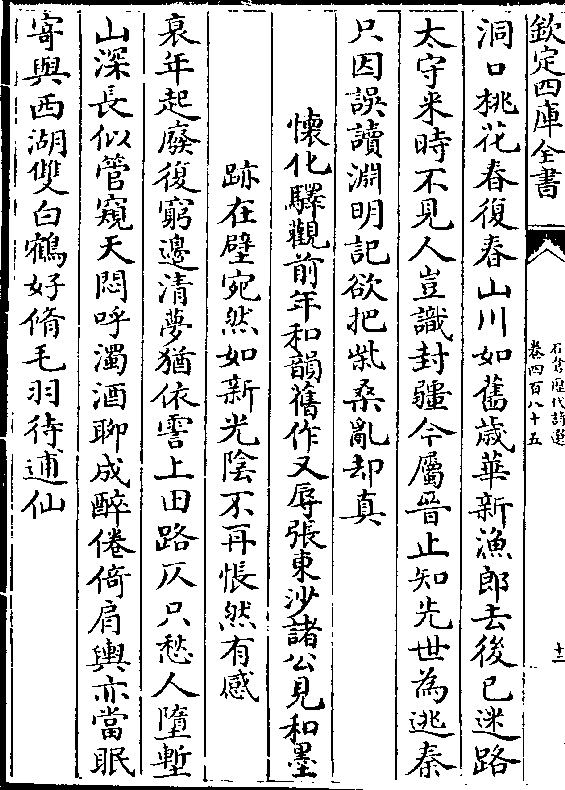 欽定四庫全書
石倉歷代詩選
卷四百八十五
十二
洞口桃花春復春山川如舊歲華新漁郎去後已迷路
太守来時不見人豈識封疆今屬晉止知先世為逃秦
只因誤讀淵明記欲把柴桑亂却真
懷化驛觀前年和韻舊作又辱張東沙諸公見和墨
跡在壁宛然如新光陰不再悵然有感
衰年起廢復窮邊清夢猶依霅上田路仄只愁人墮塹
山深長似管窺天悶呼濁酒聊成醉倦倚肩輿亦當眠
寄與西湖雙白鶴好脩毛羽待逋仙